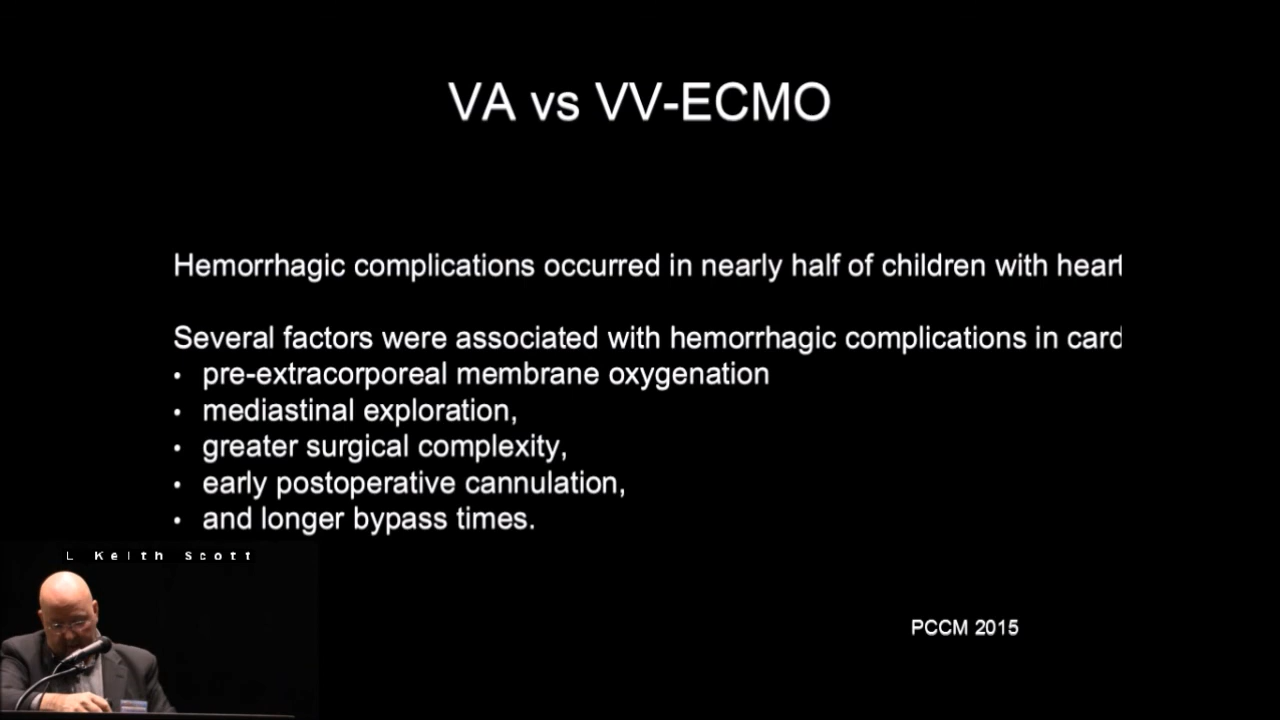 VA vs VV-ECMO
Hemorrhagic complications occurred in nearly half of children with heart
Several factors were associated with hemorrhagic complications in card
• pre-extracorporeal membrane oxygenation
• mediastinal exploration,
• greater surgical complexity,
• early postoperative cannulation,
• and longer bypass times.
L Keith Scott
PCCM 2015